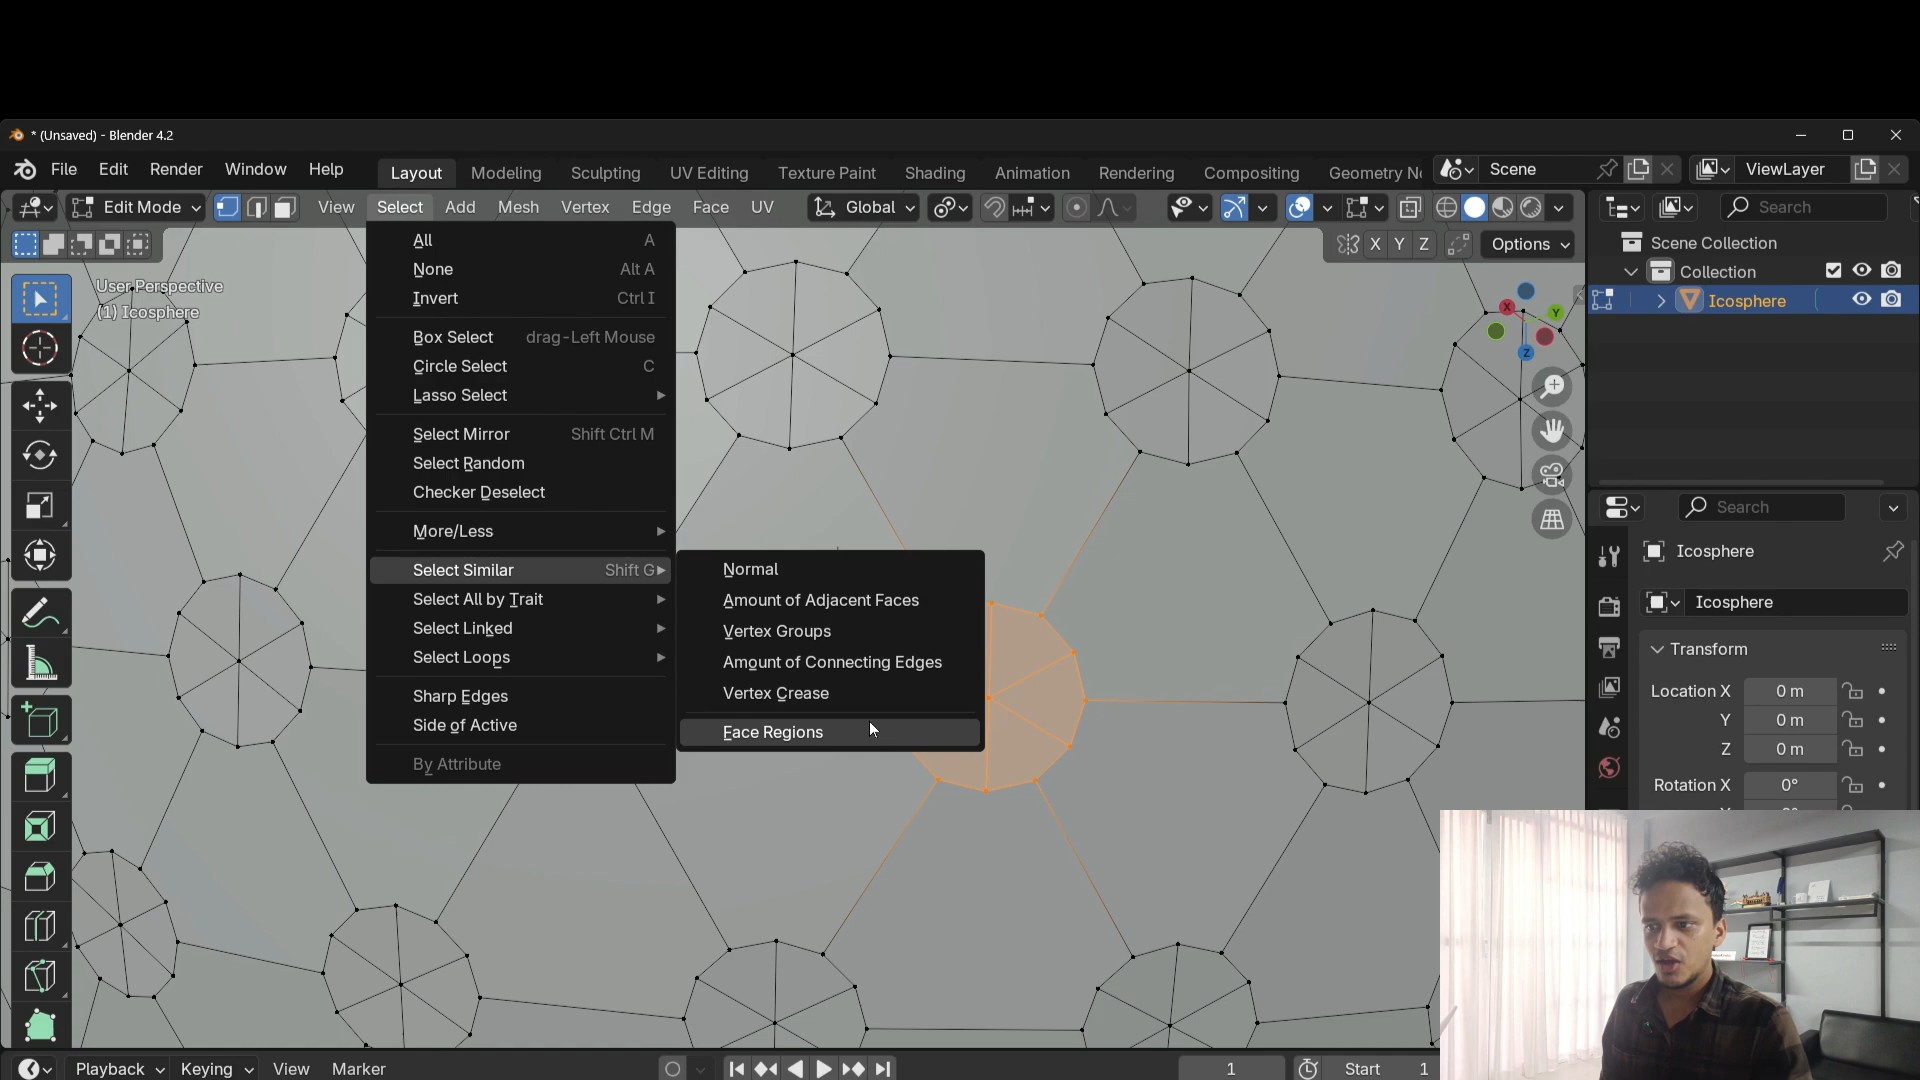 * (Unsaved) - Blender 4.2
File Edit Render Window Help Layout Modeling Sculpting UV Editing Texture Paint Shading Animation Rendering Compositing Geometry No Scene ViewLayer
Edit Mode View Select Add Mesh Vertex Edge Face UV Global Search
X Y Z Options
User Perspective
(1) Icosphere
All A
None Alt A
Invert Ctrl I
Box Select drag-Left Mouse
Circle Select C
Lasso Select
Select Mirror Shift Ctrl M
Select Random
Checker Deselect
More/Less
Select Similar Shift G
Select All by Trait
Select Linked
Select Loops
Sharp Edges
Side of Active
By Attribute
Normal
Amount of Adjacent Faces
Vertex Groups
Amount of Connecting Edges
Vertex Crease
Face Regions
X Y Z
Scene Collection
Collection
Icosphere
Search
Icosphere
Icosphere
Transform
Location X 0 m
Y 0 m
Z 0 m
Rotation X 0°
Playback Keying View Marker 1 Start 1